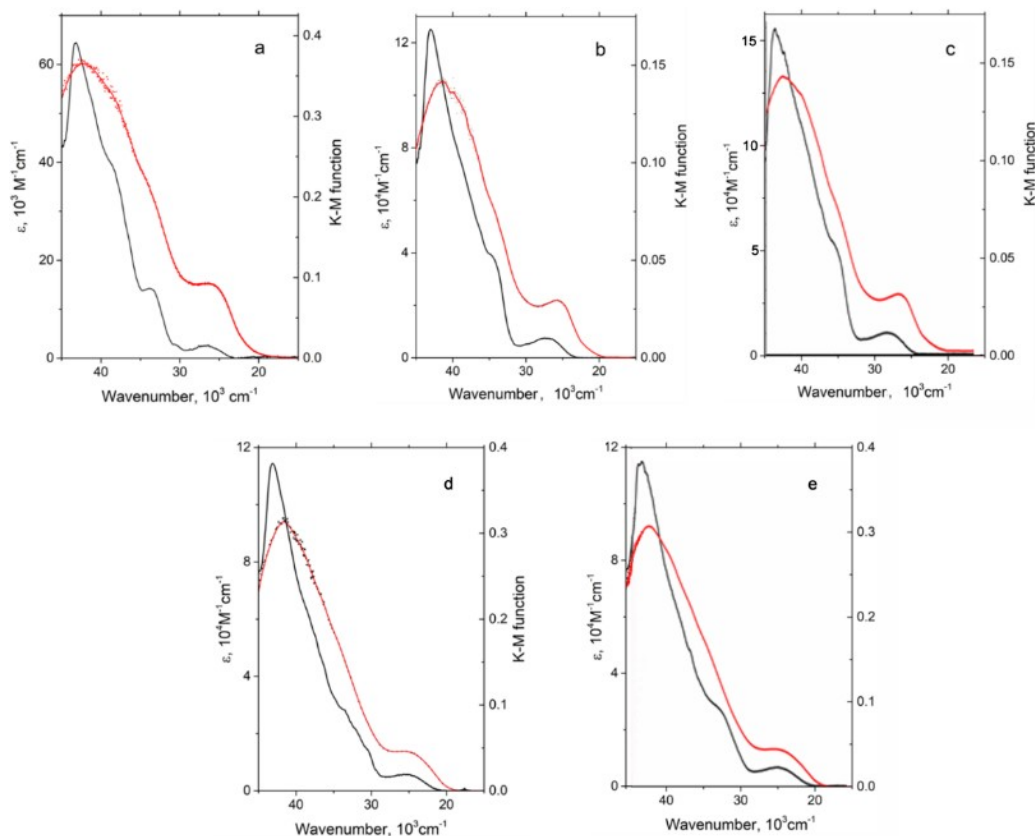 a
60
40
20
0
ε, 10³ M⁻¹cm⁻¹
0.4
0.3
0.2
0.1
0.0
K-M function
40 30 20
Wavenumber, 10³ cm⁻¹
b
12
8
4
0
ε, 10⁴M⁻¹cm⁻¹
0.15
0.10
0.05
0.00
K-M function
40 30 20
Wavenumber, 10³ cm⁻¹
c
15
10
5
0
ε, 10⁴M⁻¹cm⁻¹
0.15
0.10
0.05
0.00
K-M function
40 30 20
Wavenumber, 10³ cm⁻¹
d
12
8
4
0
ε, 10⁴M⁻¹cm⁻¹
0.4
0.3
0.2
0.1
0.0
K-M function
40 30 20
Wavenumber, 10³cm⁻¹
e
12
8
4
0
ε, 10⁴M⁻¹cm⁻¹
0.4
0.3
0.2
0.1
0.0
40 30 20
Wavenumber, 10³cm⁻¹